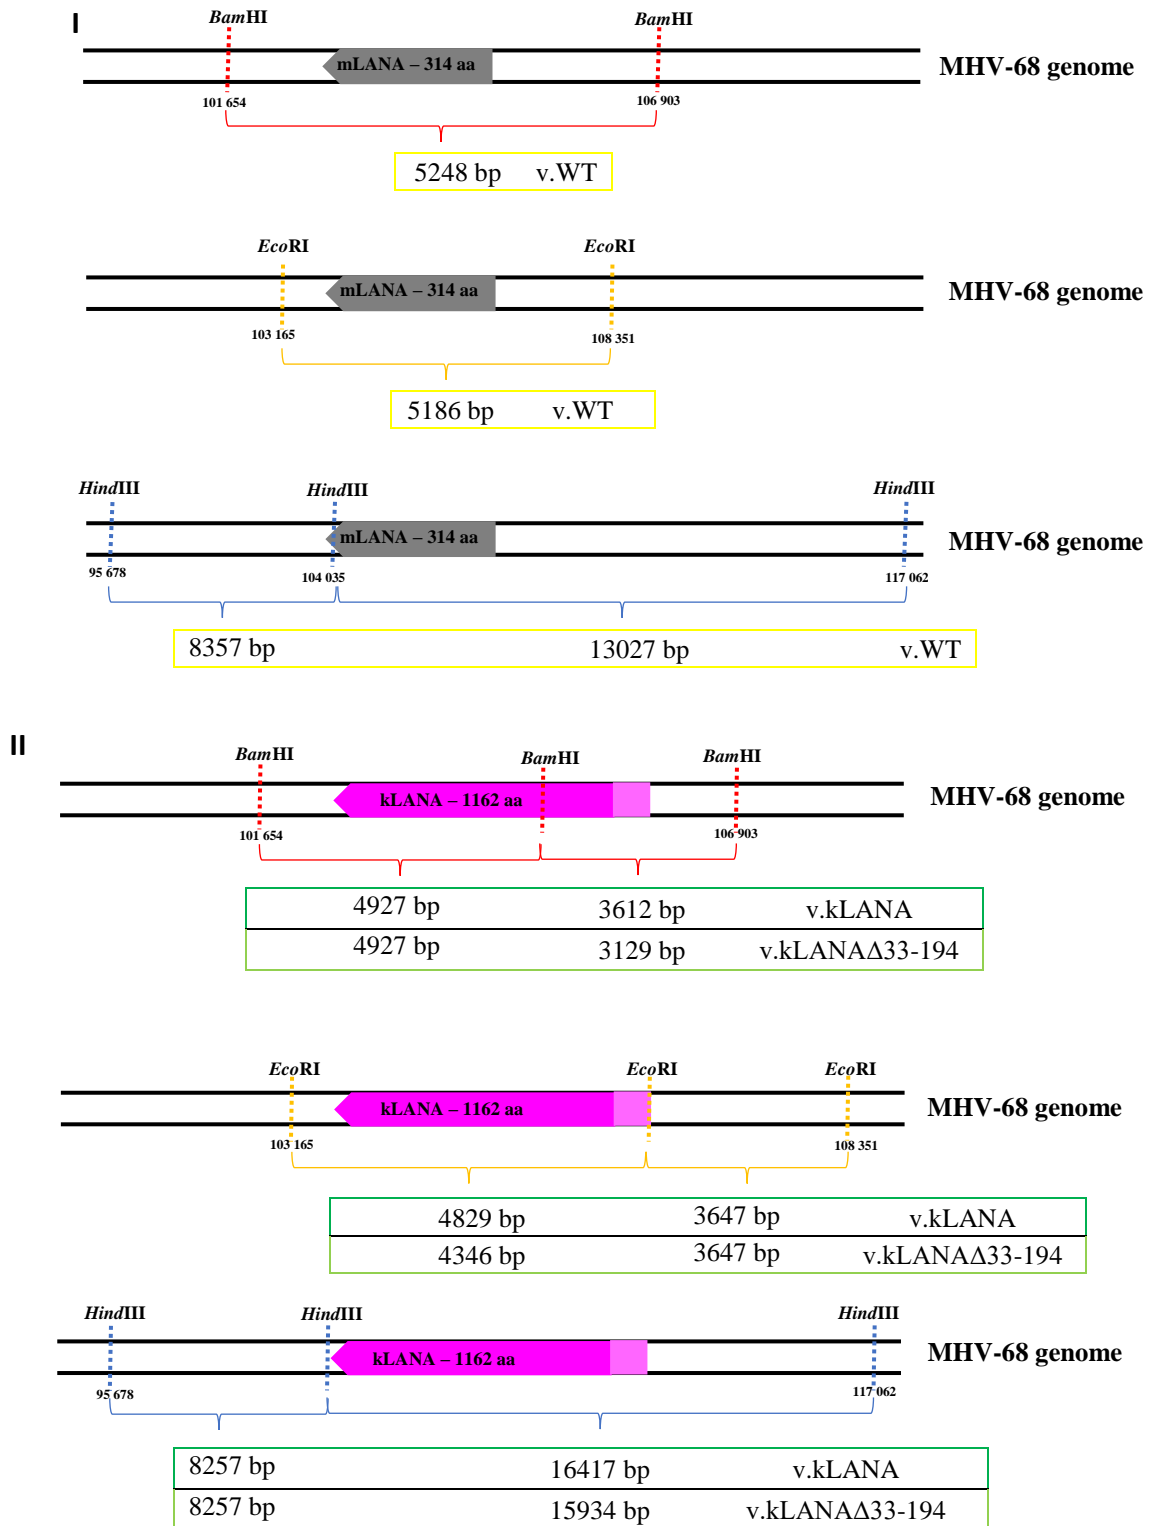 I
BamHI BamHI
mLANA – 314 aa
MHV-68 genome
101 654 106 903
5248 bp v.WT
EcoRI EcoRI
mLANA – 314 aa
MHV-68 genome
103 165 108 351
5186 bp v.WT
HindIII HindIII HindIII
mLANA – 314 aa
MHV-68 genome
95 678 104 035 117 062
8357 bp 13027 bp v.WT
II
BamHI BamHI BamHI
kLANA – 1162 aa
MHV-68 genome
101 654 106 903
4927 bp 3612 bp v.kLANA
4927 bp 3129 bp v.kLANAΔ33-194
EcoRI EcoRI EcoRI
kLANA – 1162 aa
MHV-68 genome
103 165 108 351
4829 bp 3647 bp v.kLANA
4346 bp 3647 bp v.kLANAΔ33-194
HindIII HindIII HindIII
kLANA – 1162 aa
MHV-68 genome
95 678 117 062
8257 bp 16417 bp v.kLANA
8257 bp 15934 bp v.kLANAΔ33-194